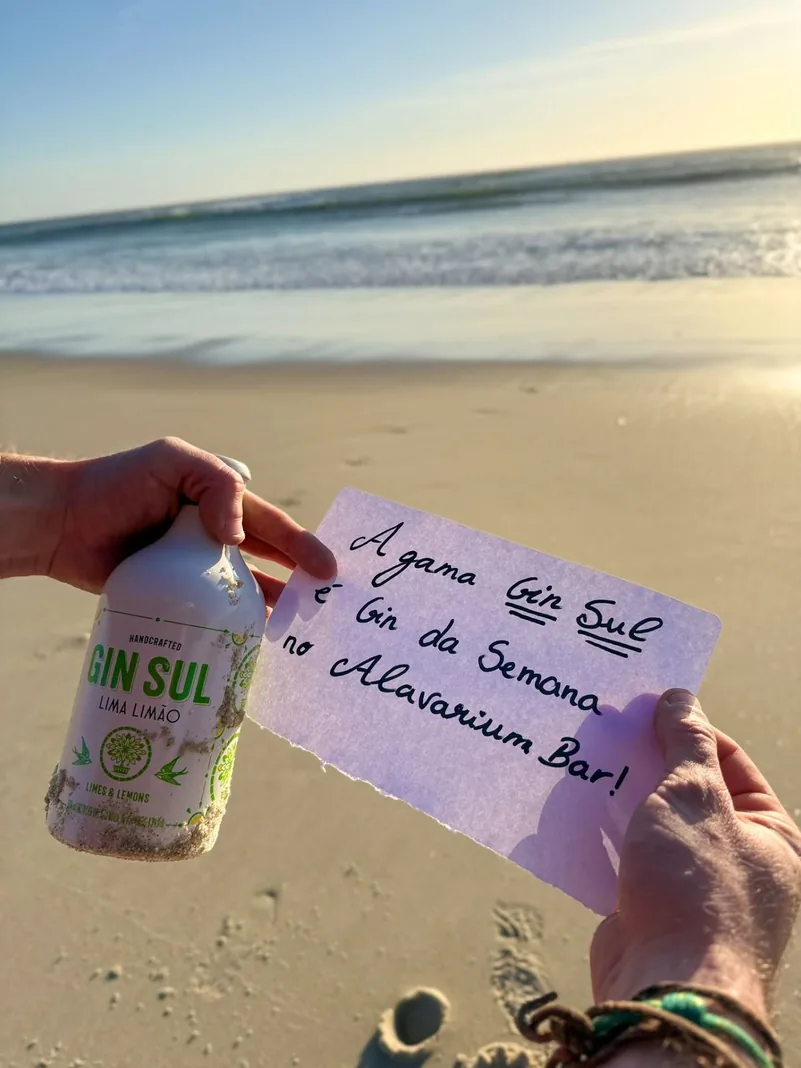 HANDCRAFTED
GIN SUL
LIMA LIMÃO
LIMES & LEMONS
A gama Gin Sul
é Gin da Semana
no Alavarium Bar!